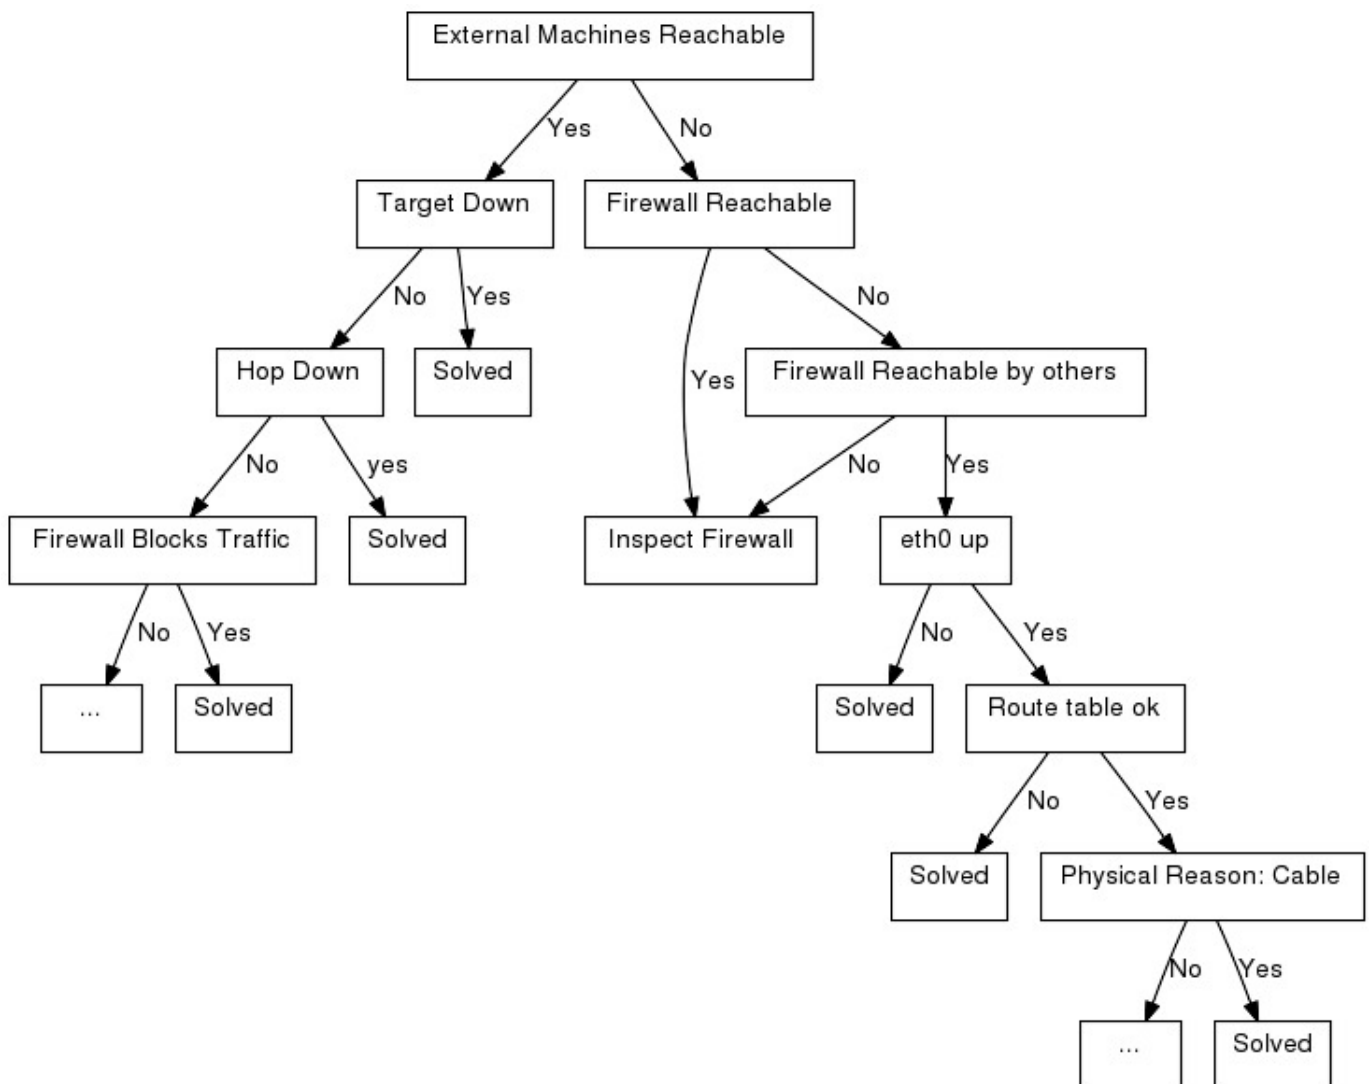 External Machines Reachable
Yes
No
Target Down
Firewall Reachable
No
Yes
No
Hop Down
Solved
Yes
Firewall Reachable by others
No
yes
No
Yes
Firewall Blocks Traffic
Solved
Inspect Firewall
eth0 up
No
Yes
No
Yes
...
Solved
Solved
Route table ok
No
Yes
Solved
Physical Reason: Cable
No
Yes
...
Solved